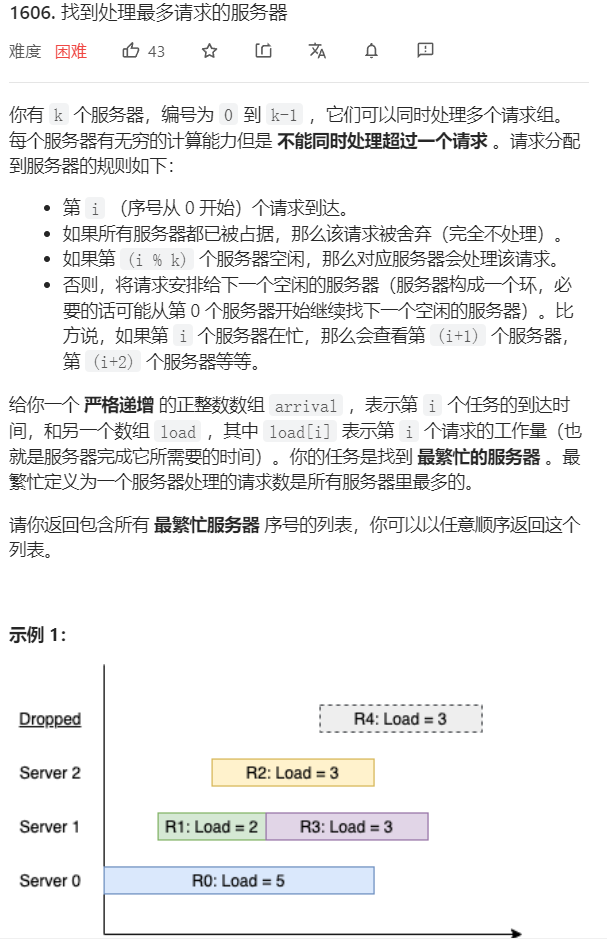 1606. 找到处理最多请求的服务器
难度 困难 43
你有 k 个服务器，编号为 0 到 k-1 ，它们可以同时处理多个请求组。
每个服务器有无穷的计算能力但是 不能同时处理超过一个请求 。请求分配
到服务器的规则如下：
• 第 i （序号从 0 开始）个请求到达。
• 如果所有服务器都已被占据，那么该请求被舍弃（完全不处理）。
• 如果第 (i % k) 个服务器空闲，那么对应服务器会处理该请求。
• 否则，将请求安排给下一个空闲的服务器（服务器构成一个环，必
要的话可能从第 0 个服务器开始继续找下一个空闲的服务器）。比
方说，如果第 i 个服务器在忙，那么会查看第 (i+1) 个服务器，
第 (i+2) 个服务器等等。
给你一个 严格递增 的正整数数组 arrival ，表示第 i 个任务的到达时
间，和另一个数组 load ，其中 load[i] 表示第 i 个请求的工作量（也
就是服务器完成它所需要的时间）。你的任务是找到 最繁忙的服务器 。最
繁忙定义为一个服务器处理的请求数是所有服务器里最多的。
请你返回包含所有 最繁忙服务器 序号的列表，你可以以任意顺序返回这个
列表。
示例 1：
Dropped R4: Load = 3
Server 2 R2: Load = 3
Server 1 R1: Load = 2 R3: Load = 3
Server 0 R0: Load = 5